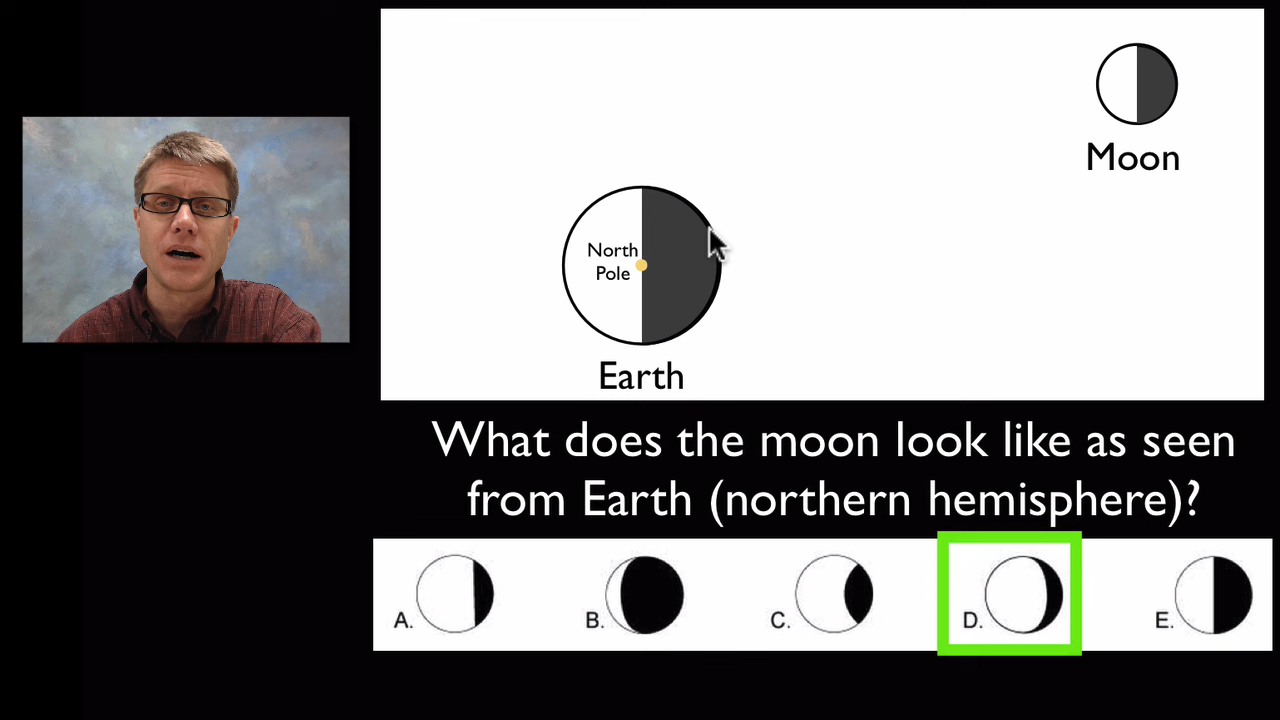 Moon
North
Pole
Earth
What does the moon look like as seen
from Earth (northern hemisphere)?
A. B. C. D. E.